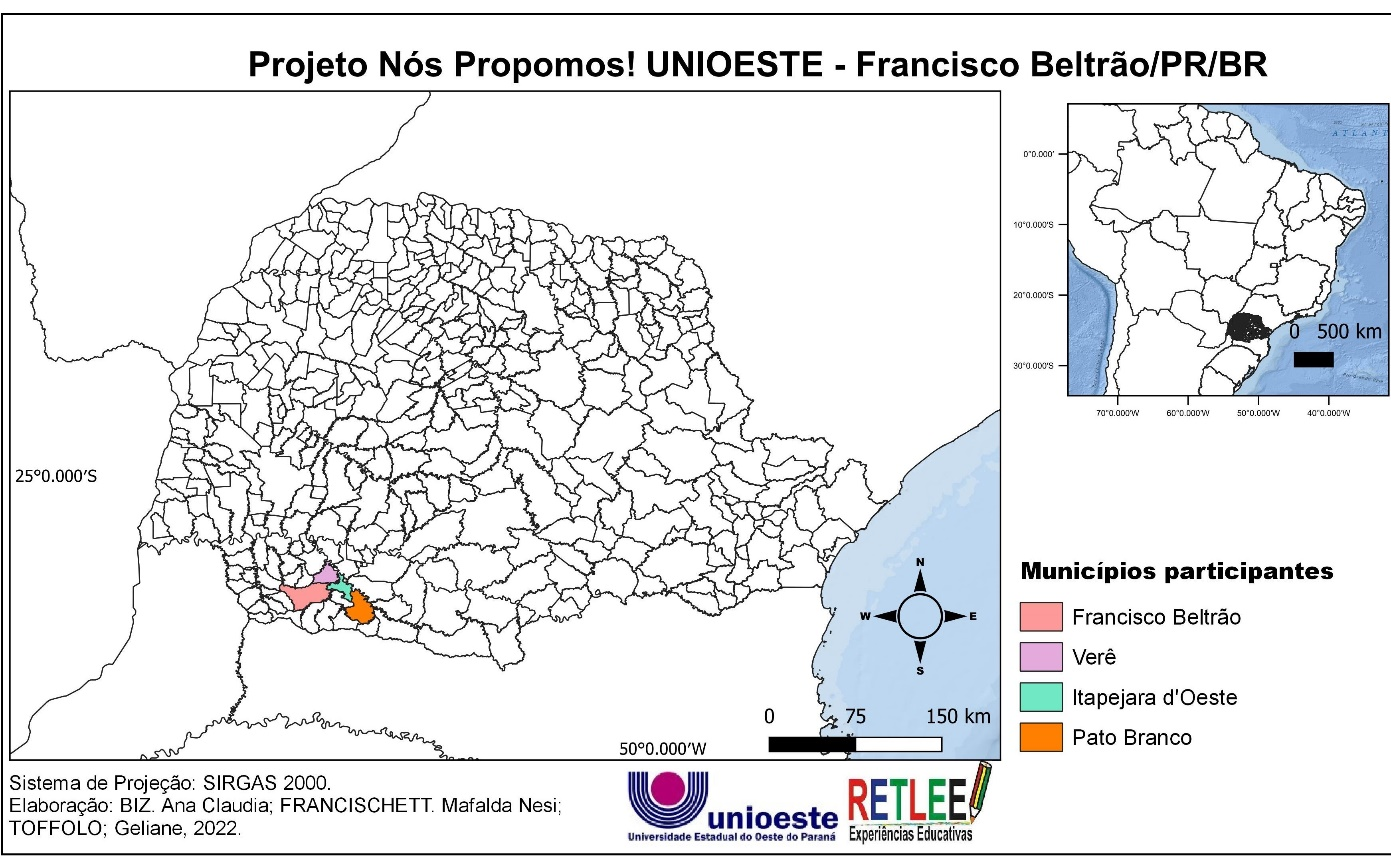 Projeto Nós Propomos! UNIOESTE - Francisco Beltrão/PR/BR
25°0.000'S
50°0.000'W
N
W
E
S
0 75 150 km
ATLANT
0°0.000'
10°0.000'S
20°0.000'S
30°0.000'S
0 500 km
70°0.000'W 60°0.000'W 50°0.000'W 40°0.000'W
Municípios participantes
Francisco Beltrão
Verê
Itapejara d'Oeste
Pato Branco
Sistema de Projeção: SIRGAS 2000.
Elaboração: BIZ. Ana Claudia; FRANCISCHETT. Mafalda Nesi;
TOFFOLO; Geliane, 2022.
unioeste
Universidade Estadual do Oeste do Paraná
RETLEE
Experiências Educativas